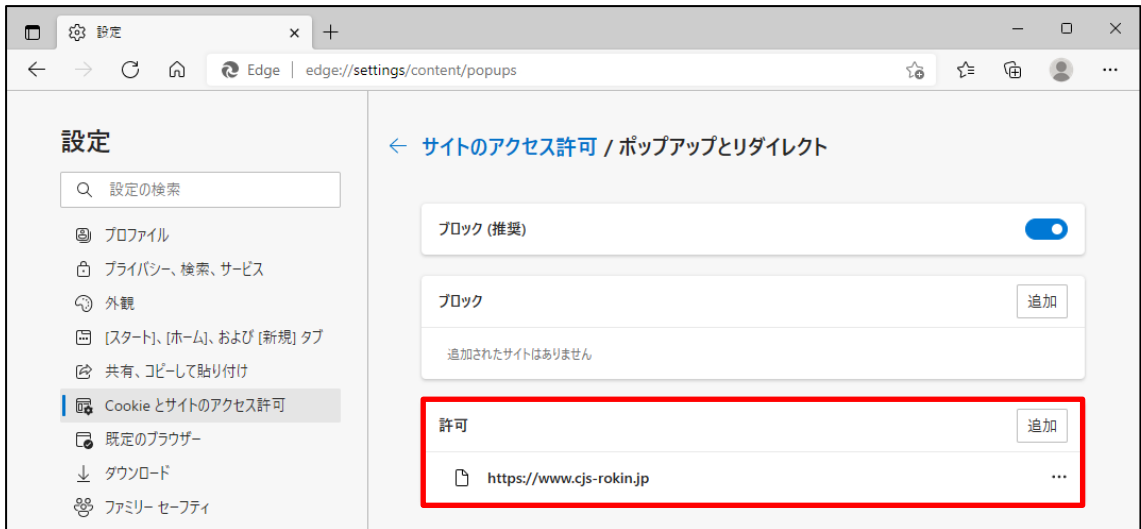 設定
Edge | edge://settings/content/popups
設定
設定の検索
プロファイル
プライバシー、検索、サービス
外観
[スタート]、[ホーム]、および [新規] タブ
共有、コピーして貼り付け
Cookie とサイトのアクセス許可
既定のブラウザー
ダウンロード
ファミリー セーフティ
サイトのアクセス許可 / ポップアップとリダイレクト
ブロック (推奨)
ブロック
追加
追加されたサイトはありません
許可
追加
https://www.cjs-rokin.jp